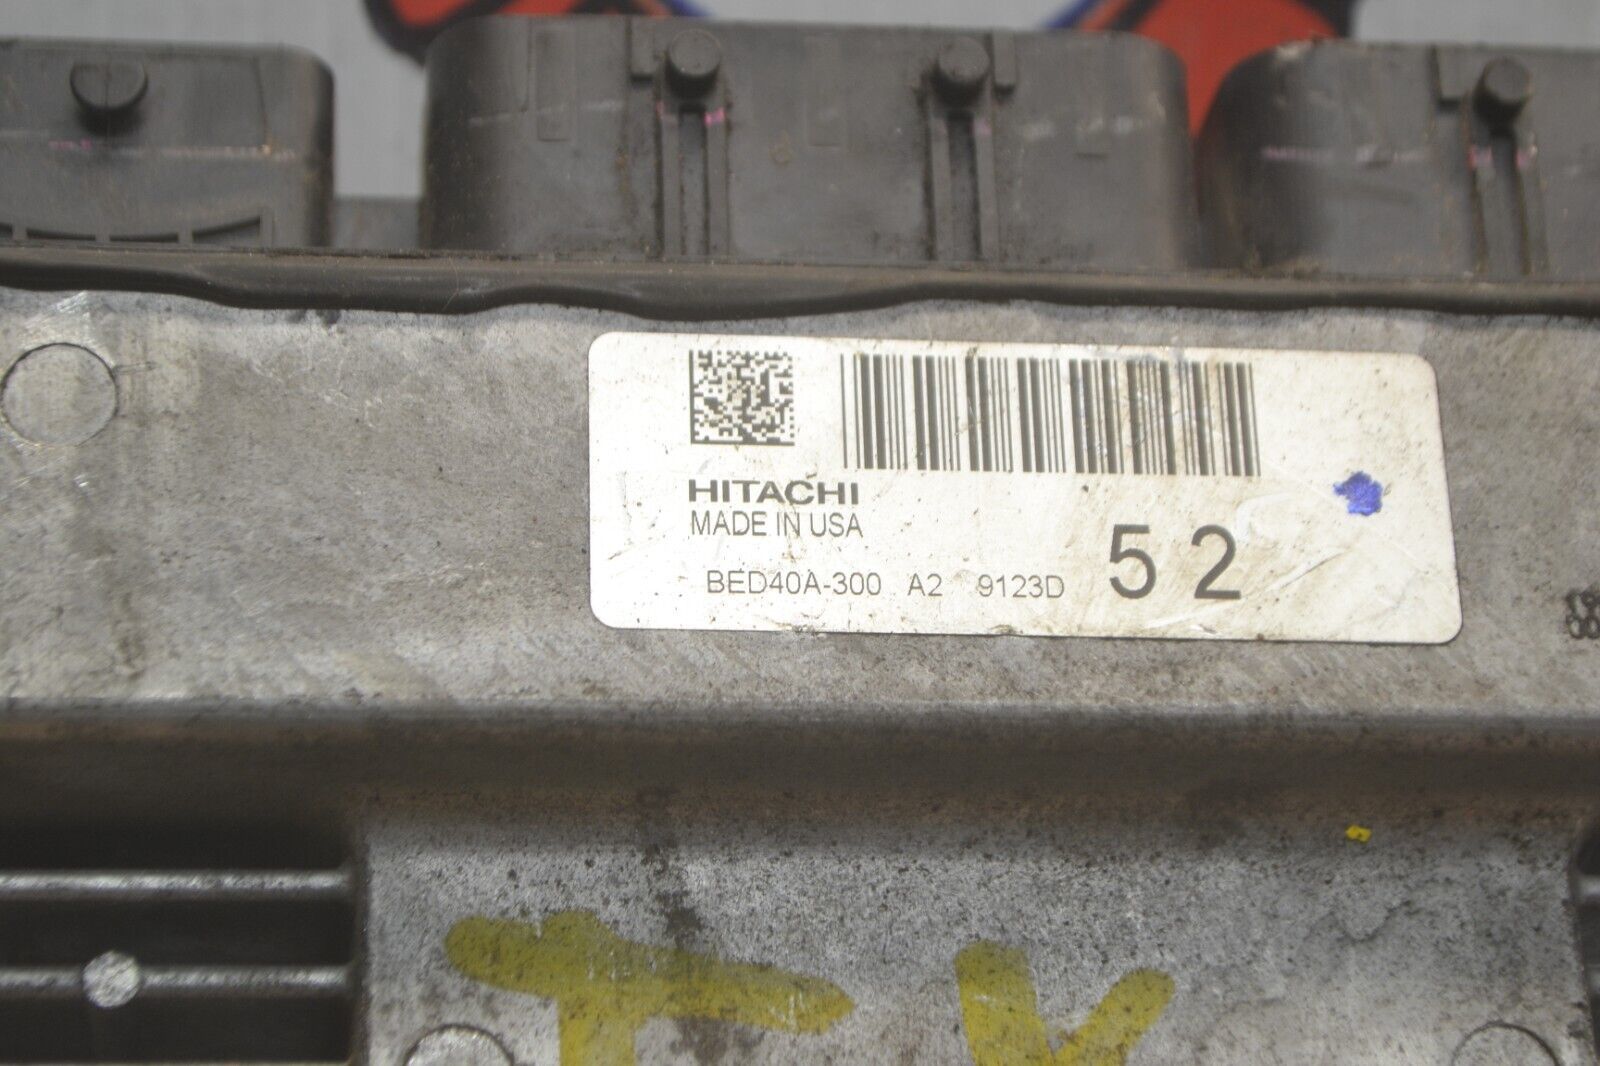 HITACHI
MADE IN USA
BED40A-300 A2 9123D 52